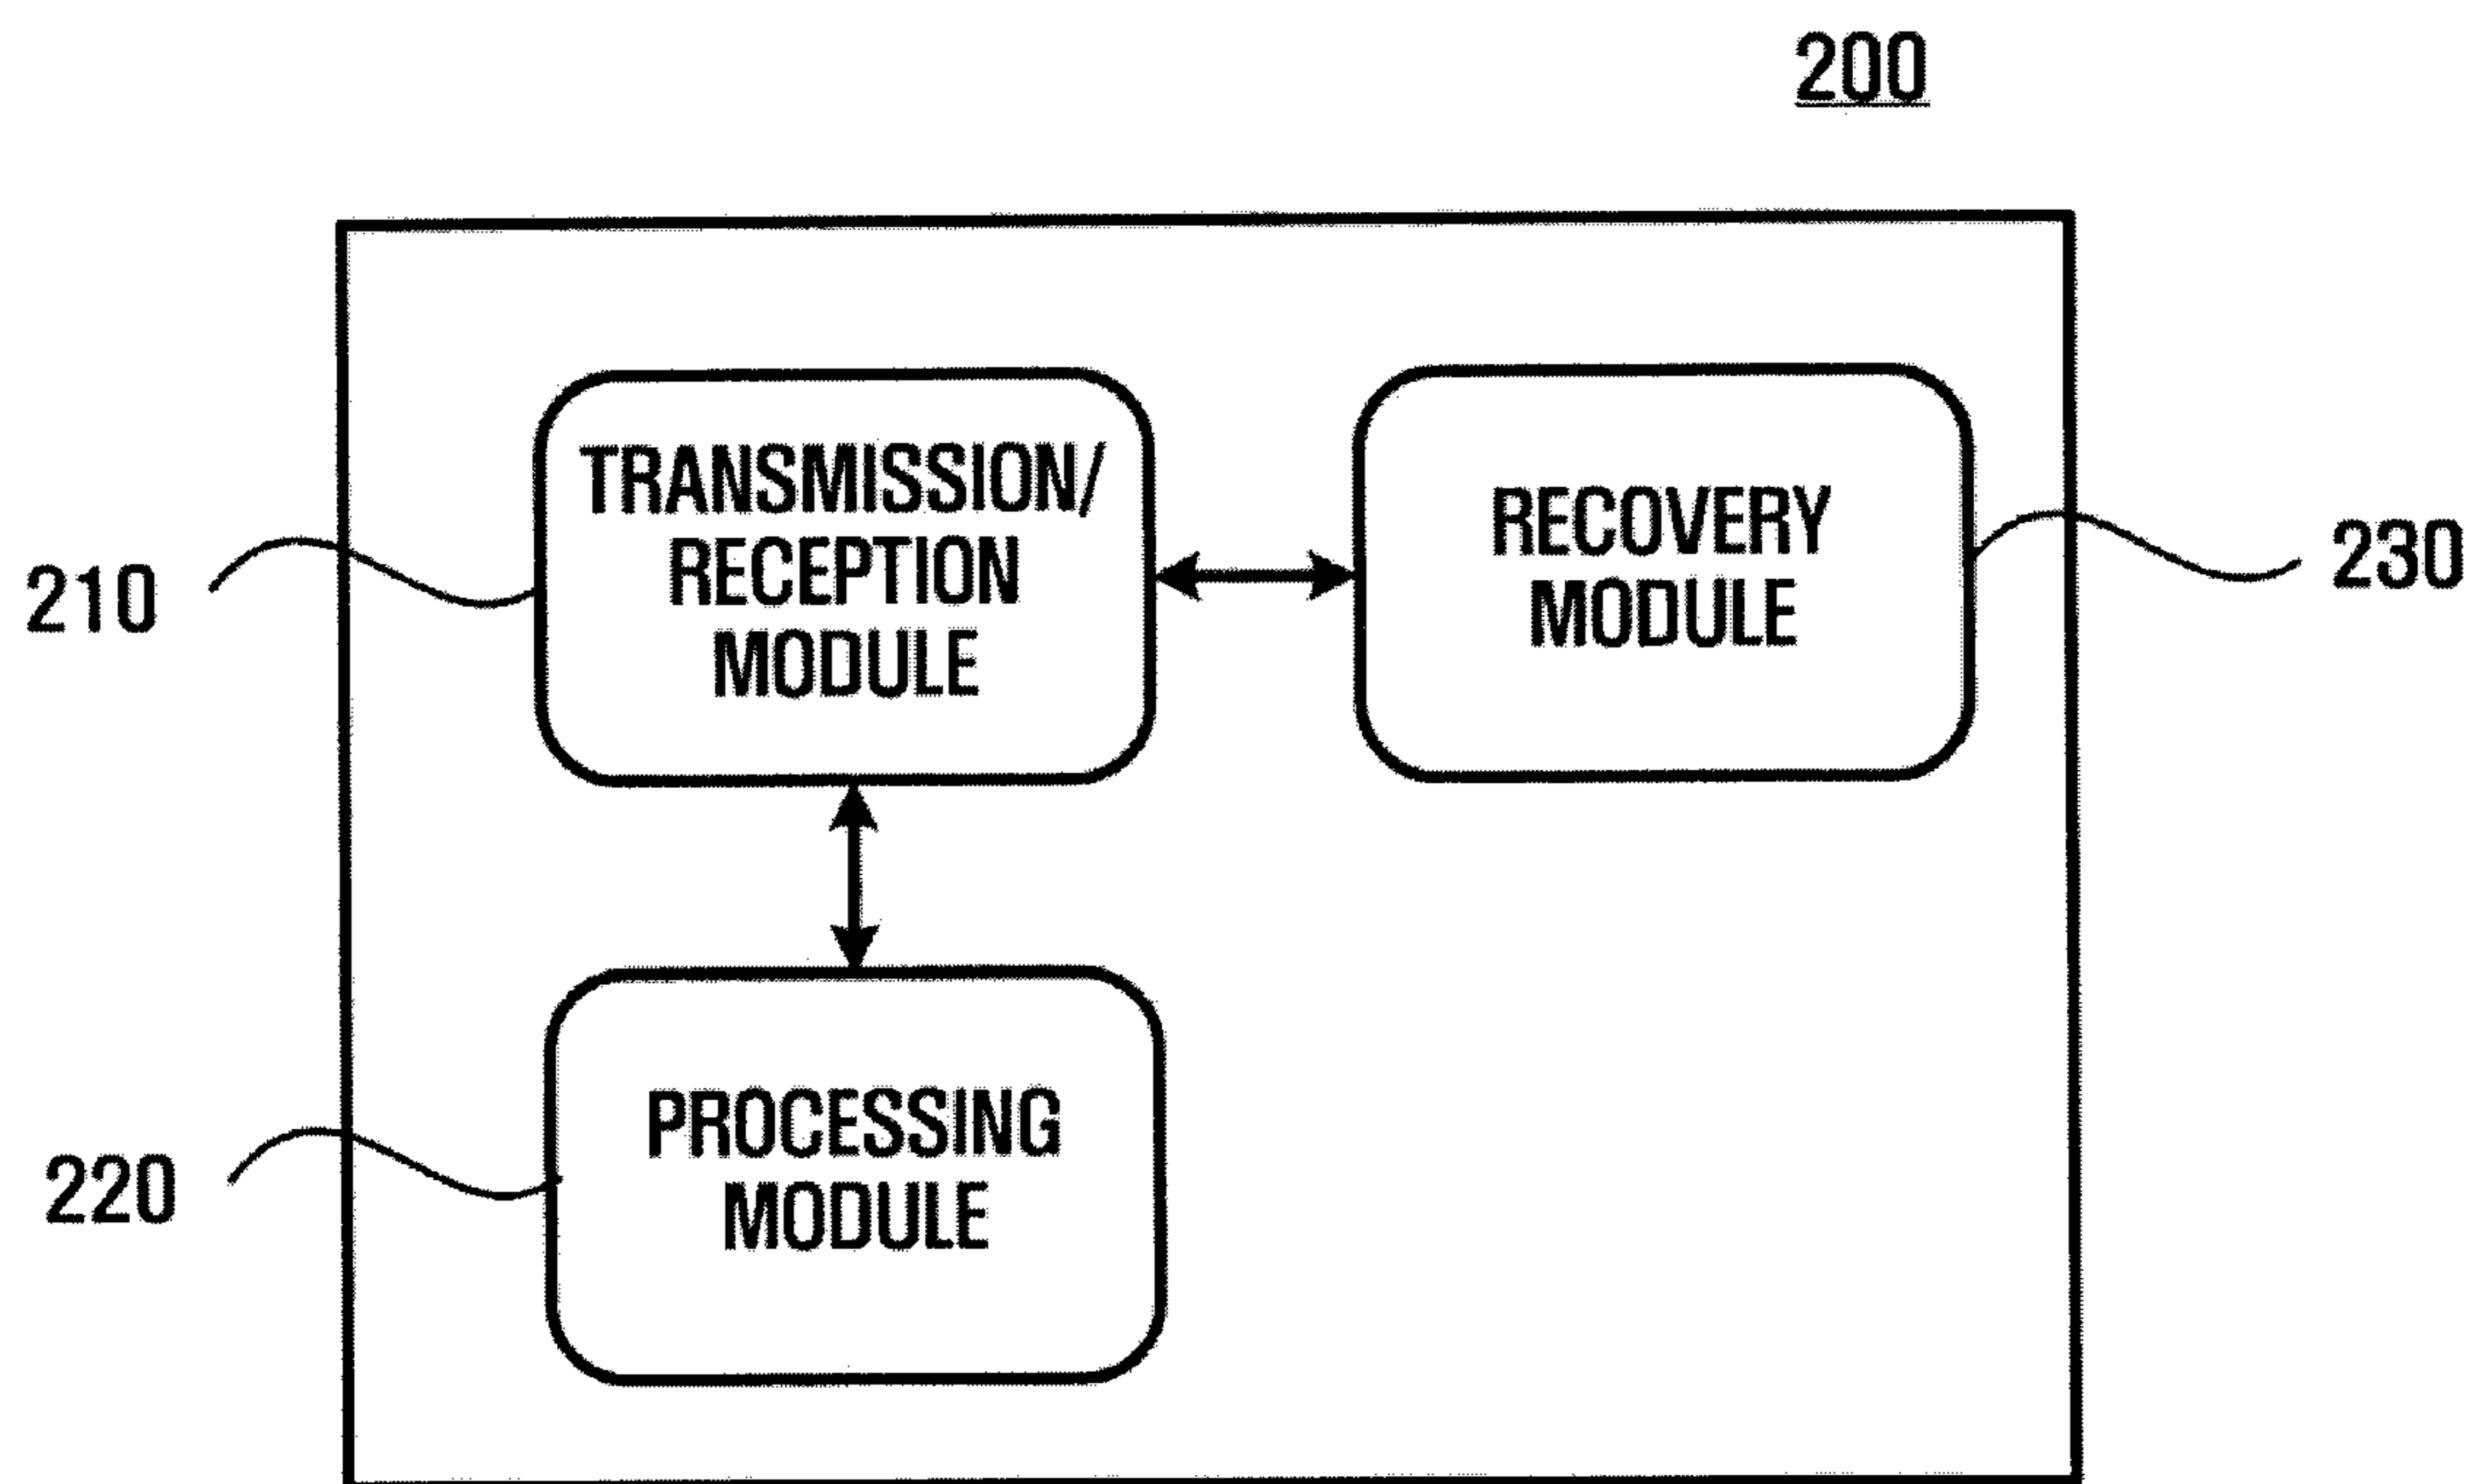 200
TRANSMISSION/
RECEPTION
MODULE
RECOVERY
MODULE
210
230
PROCESSING
MODULE
220